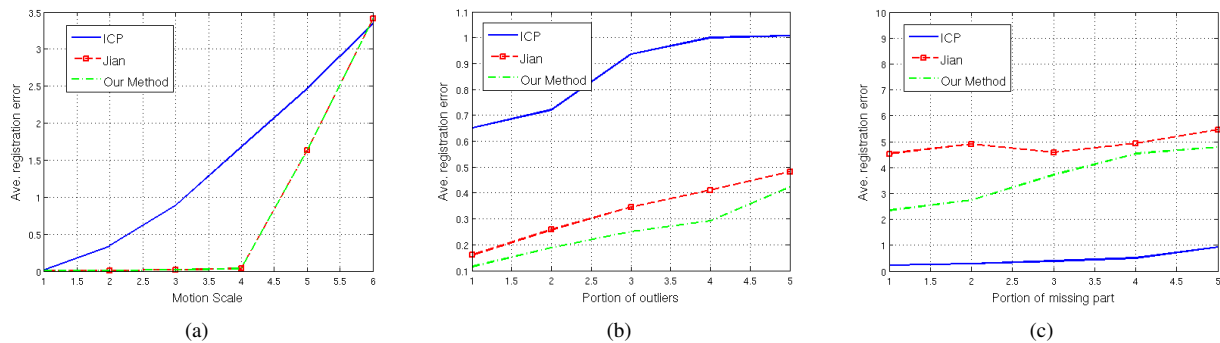 3.5
3
2.5
2
1.5
1
0.5
0
1 1.5 2 2.5 3 3.5 4 4.5 5 5.5 6
Ave. registration error
Motion Scale
ICP
Jian
Our Method
(a)
1.1
1
0.9
0.8
0.7
0.6
0.5
0.4
0.3
0.2
0.1
1 1.5 2 2.5 3 3.5 4 4.5 5
Ave. registration error
Portion of outliers
ICP
Jian
Our Method
(b)
10
9
8
7
6
5
4
3
2
1
0
1 1.5 2 2.5 3 3.5 4 4.5 5
Ave. registration error
Portion of missing part
ICP
Jian
Our Method
(c)